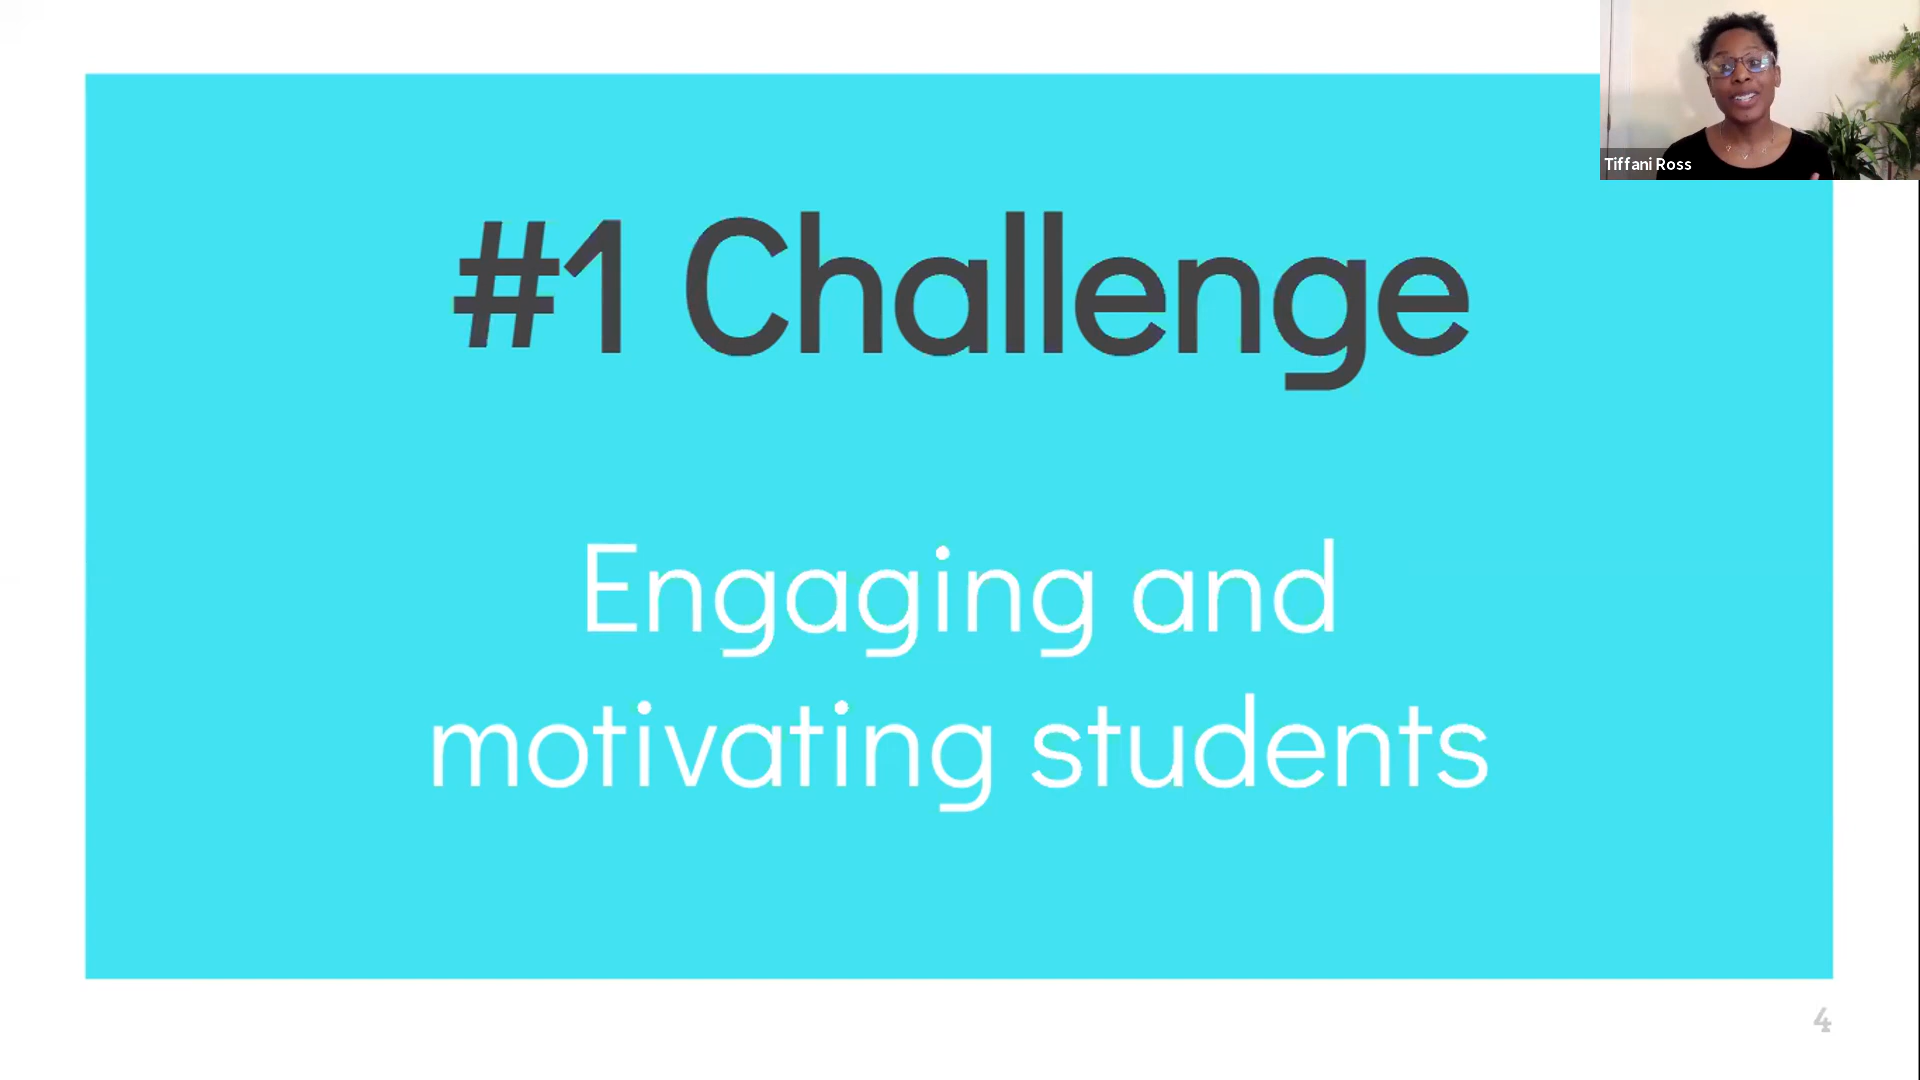 Tiffani Ross
#1 Challenge
Engaging and
motivating students
4